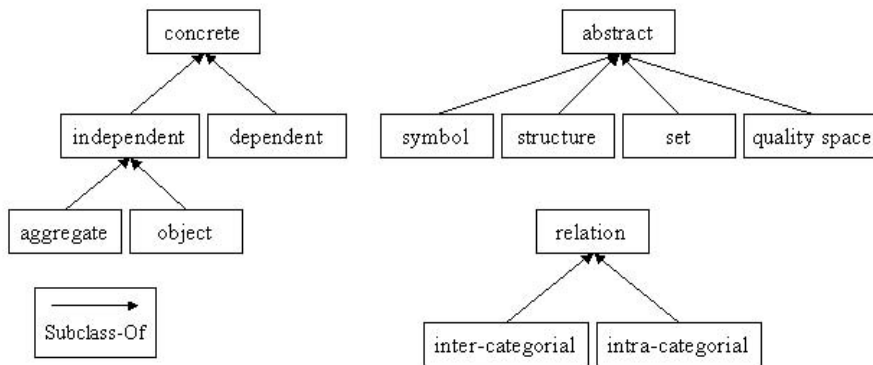 concrete
abstract
independent
dependent
symbol
structure
set
quality space
aggregate
object
relation
Subclass-Of
inter-categorial
intra-categorial